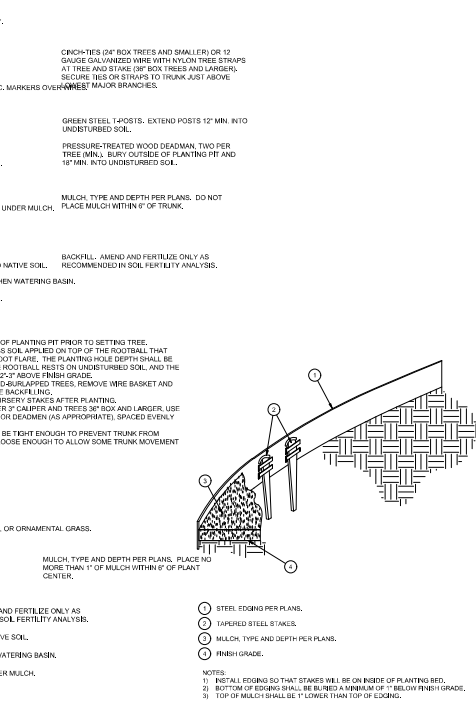 Y.
CINCH-TIES (24" BOX TREES AND SMALLER) OR 12
GAUGE GALVANIZED WIRE WITH NYLON TREE STRAPS
AT TREE AND STAKE (36" BOX TREES AND LARGER).
SECURE TIES OR STRAPS TO TRUNK JUST ABOVE
LOWEST MAJOR BRANCHES.
C. MARKERS OVER WIRES.
GREEN STEEL T-POSTS. EXTEND POSTS 12" MIN. INTO
UNDISTURBED SOIL.
PRESSURE-TREATED WOOD DEADMAN, TWO PER
TREE (MIN.). BURY OUTSIDE OF PLANTING PIT AND
18" MIN. INTO UNDISTURBED SOIL.
MULCH, TYPE AND DEPTH PER PLANS. DO NOT
PLACE MULCH WITHIN 6" OF TRUNK.
UNDER MULCH.
BACKFILL. AMEND AND FERTILIZE ONLY AS
RECOMMENDED IN SOIL FERTILITY ANALYSIS.
NATIVE SOIL.
HEN WATERING BASIN.
OF PLANTING PIT PRIOR TO SETTING TREE.
SS SOIL APPLIED ON TOP OF THE ROOTBALL THAT
OOT FLARE. THE PLANTING HOLE DEPTH SHALL BE
ROOTBALL RESTS ON UNDISTURBED SOIL, AND THE
2"-3" ABOVE FINISH GRADE.
D-BURLAPPED TREES, REMOVE WIRE BASKET AND
E BACKFILLING.
URSERY STAKES AFTER PLANTING.
ER 3" CALIPER AND TREES 36" BOX AND LARGER, USE
OR DEADMEN (AS APPROPRIATE), SPACED EVENLY
BE TIGHT ENOUGH TO PREVENT TRUNK FROM
OOSE ENOUGH TO ALLOW SOME TRUNK MOVEMENT
1
2
3
4
, OR ORNAMENTAL GRASS.
MULCH, TYPE AND DEPTH PER PLANS. PLACE NO
MORE THAN 1" OF MULCH WITHIN 6" OF PLANT
CENTER.
AND FERTILIZE ONLY AS
SOIL FERTILITY ANALYSIS.
VE SOIL.
WATERING BASIN.
ER MULCH.
1 STEEL EDGING PER PLANS.
2 TAPERED STEEL STAKES.
3 MULCH, TYPE AND DEPTH PER PLANS.
4 FINISH GRADE.
NOTES:
1) INSTALL EDGING SO THAT STAKES WILL BE ON INSIDE OF PLANTING BED.
2) BOTTOM OF EDGING SHALL BE BURIED A MINIMUM OF 1" BELOW FINISH GRADE.
3) TOP OF MULCH SHALL BE 1" LOWER THAN TOP OF EDGING.